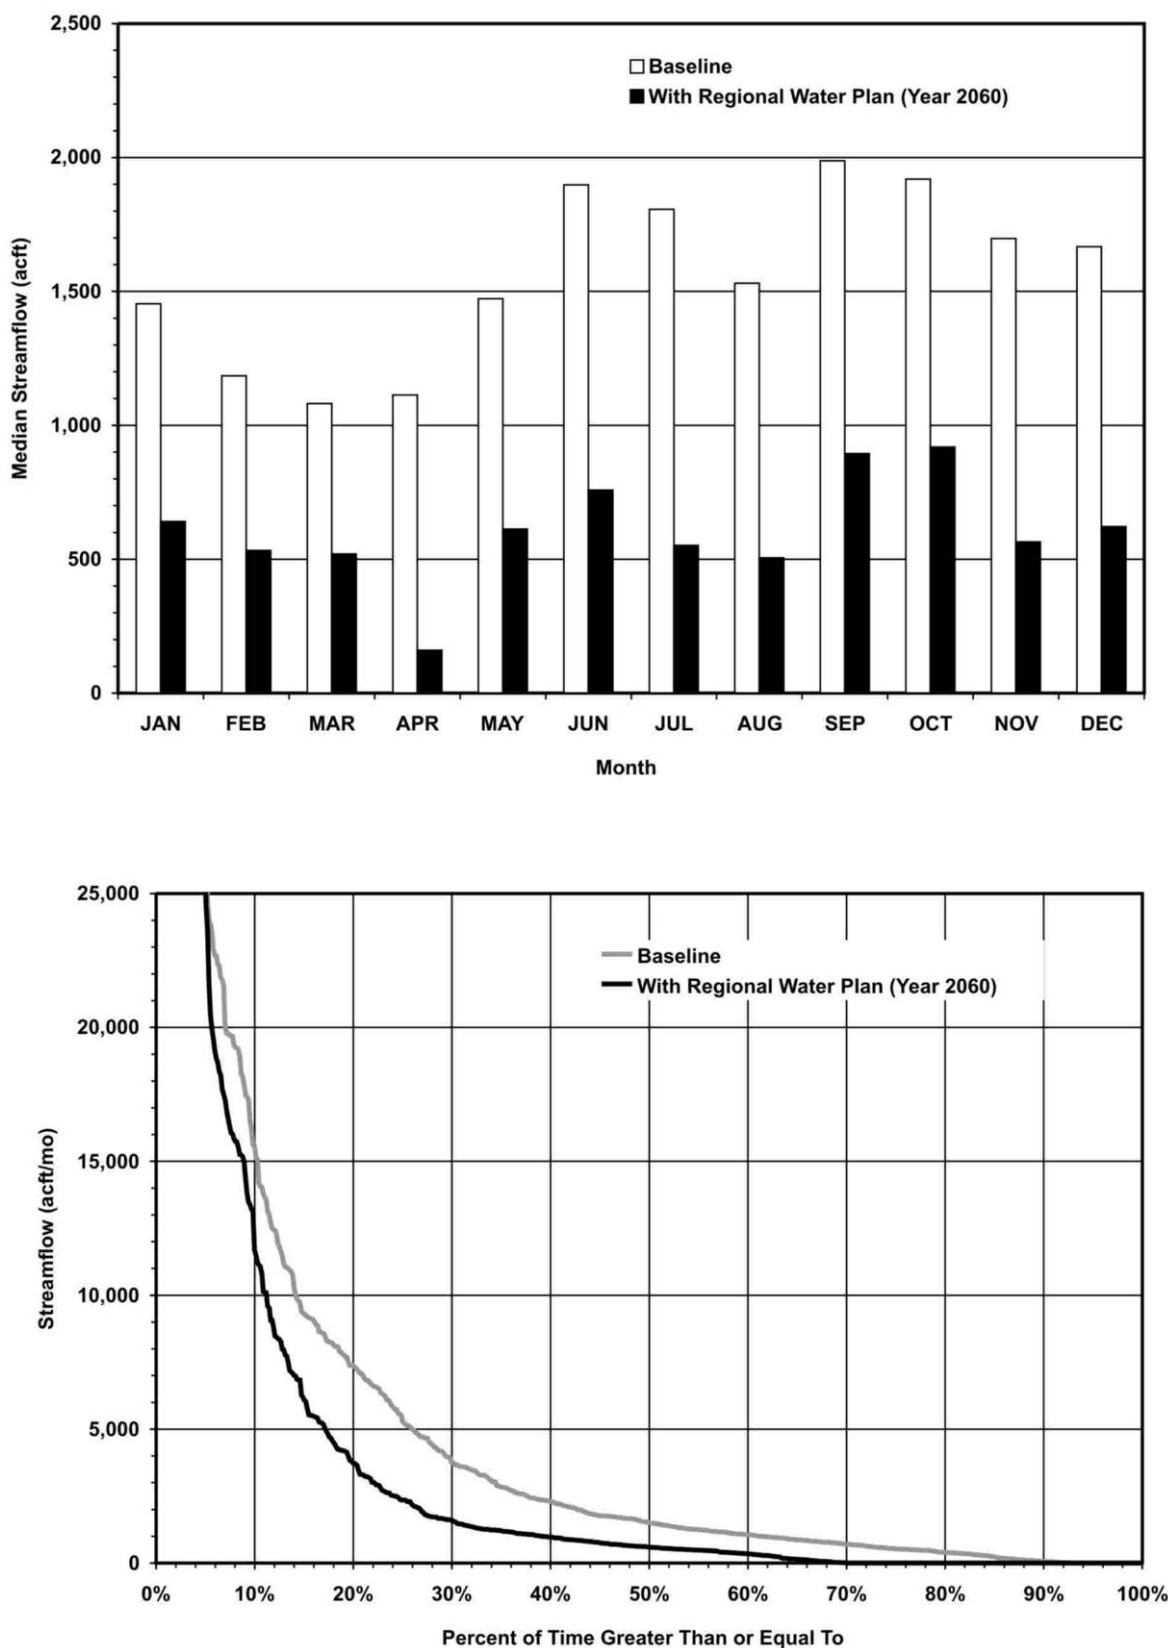 2,500
Baseline
With Regional Water Plan (Year 2060)
2,000
1,500
1,000
500
0
Median Streamflow (acft)
JAN FEB MAR APR MAY JUN JUL AUG SEP OCT NOV DEC
Month
25,000
Baseline
With Regional Water Plan (Year 2060)
20,000
15,000
10,000
5,000
0
Streamflow (acft/mo)
0% 10% 20% 30% 40% 50% 60% 70% 80% 90% 100%
Percent of Time Greater Than or Equal To